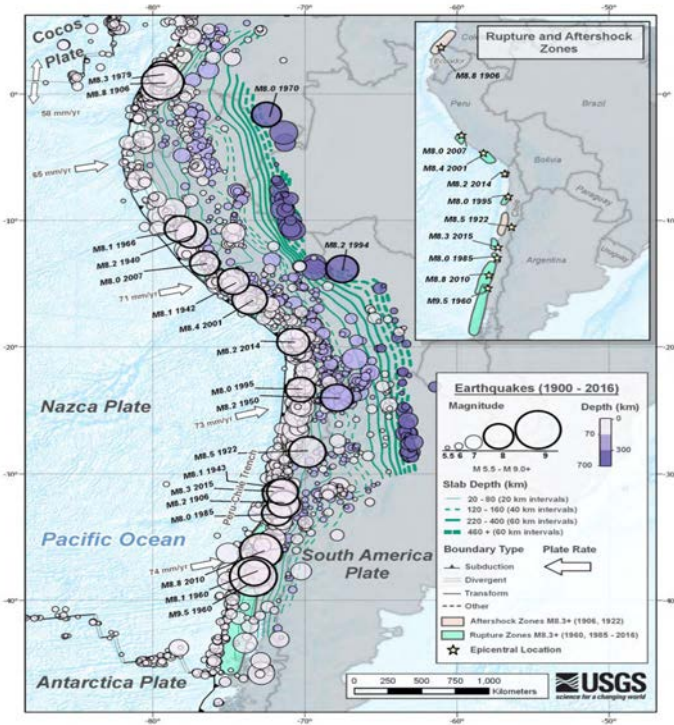 Cocos
Plate
M8.3 1979
M8.8 1906
58 mm/yr
65 mm/yr
M8.0 1970
M8.1 1966
M8.2 1940
M8.0 2007
71 mm/yr
M8.1 1942
M8.4 2001
M8.2 1994
M8.2 2014
Nazca Plate
M8.0 1995
M8.2 1950
73 mm/yr
M8.5 1922
M8.1 1943
M8.3 2015
M8.2 1906
M8.0 1985
Peru-Chile Trench
Pacific Ocean
74 mm/yr
M8.8 2010
M8.1 1960
M9.5 1960
South America
Plate
Antarctica Plate
0°
-10°
-20°
-30°
-40°
-80°
-70°
-60°
-50°
Rupture and Aftershock
Zones
Ecuador
M8.8 1906
Peru
Brazil
M8.0 2007
Bolivia
M8.4 2001
M8.2 2014
M8.0 1995
Paraguay
M8.5 1922
M8.3 2015
Uruguay
M8.0 1985
Argentina
M8.8 2010
M9.5 1960
Earthquakes (1900 - 2016)
Magnitude
Depth (km)
5.5 6 7 8 9
M 5.5 - M 9.0+
0
70
300
700
Slab Depth (km)
20 - 80 (20 km intervals)
120 - 160 (40 km intervals)
220 - 400 (60 km intervals)
460 + (60 km intervals)
Boundary Type Plate Rate
Subduction
Divergent
Transform
Other
Aftershock Zones M8.3+ (1906, 1922)
Rupture Zones M8.3+ (1960, 1985 - 2016)
Epicentral Location
0 250 500 1,000
Kilometers
USGS
science for a changing world
-80°
-70°
-60°
-50°